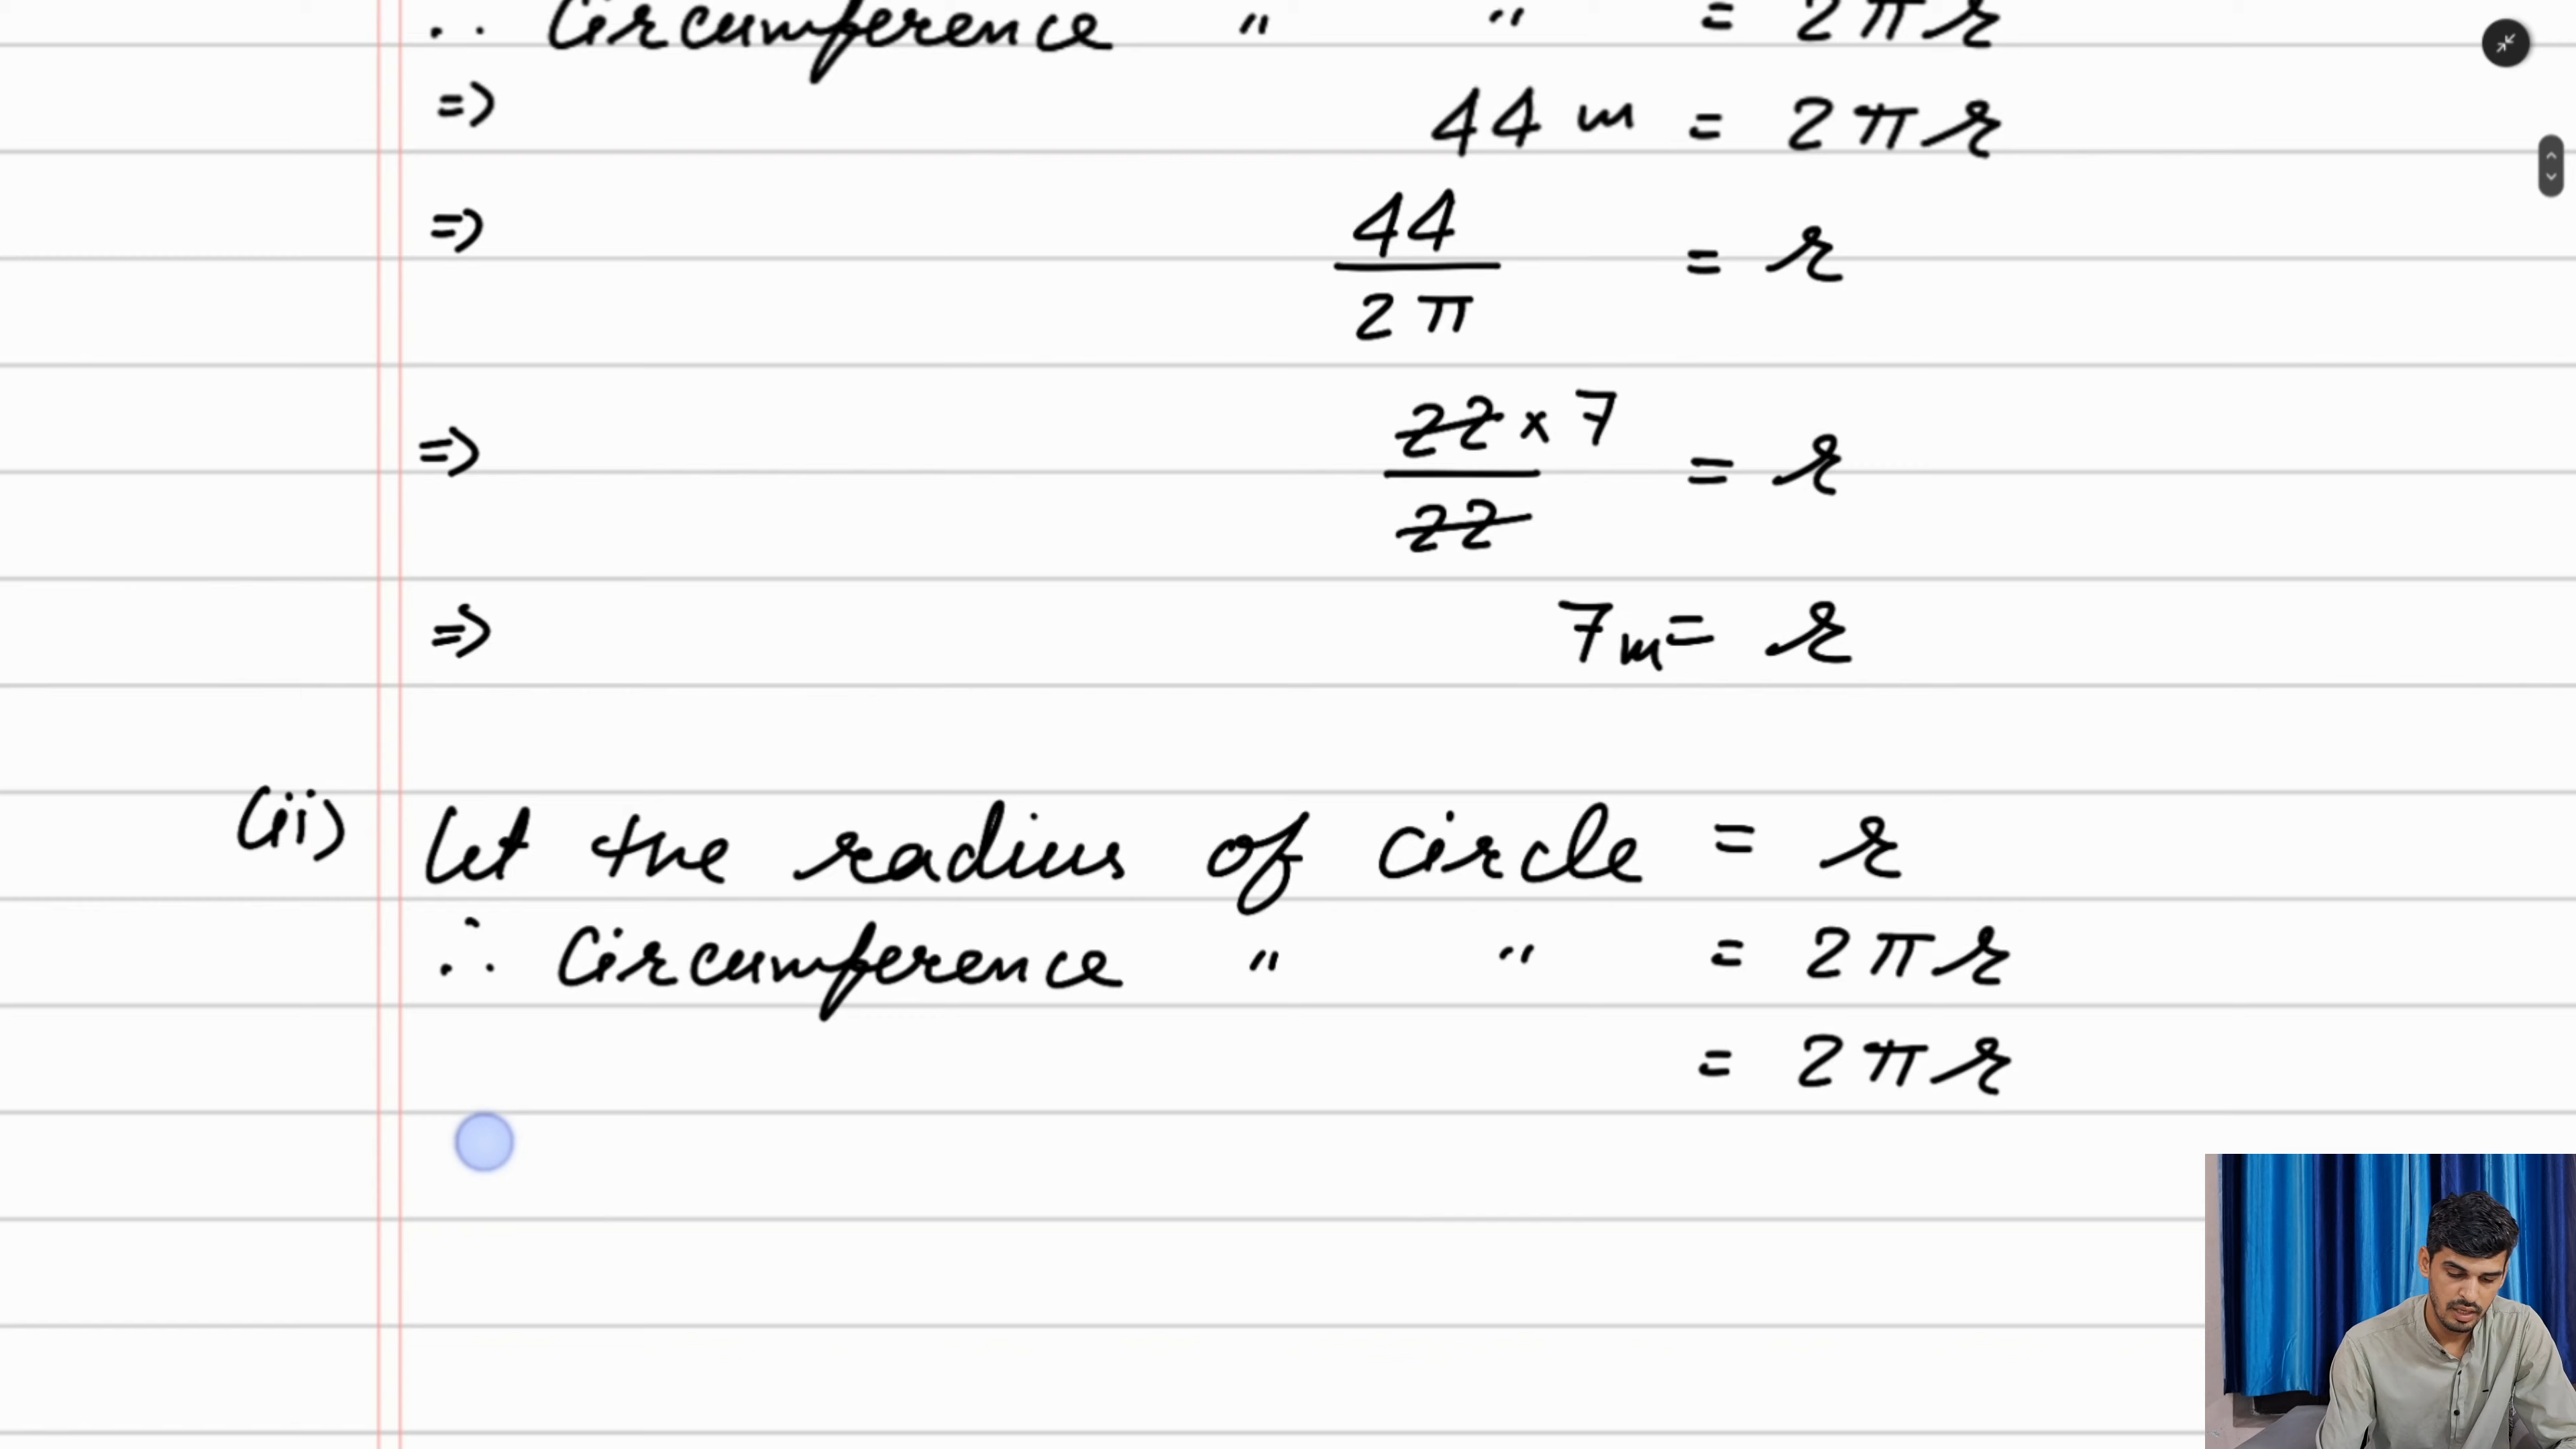 ∴ Circumference " " = 2πr
=> 44 m = 2πr
=> 44/2π = r
=> 22 x 7/22 = r
=> 7m = r
(ii) Let the radius of circle = r
∴ Circumference " " = 2πr
= 2πr